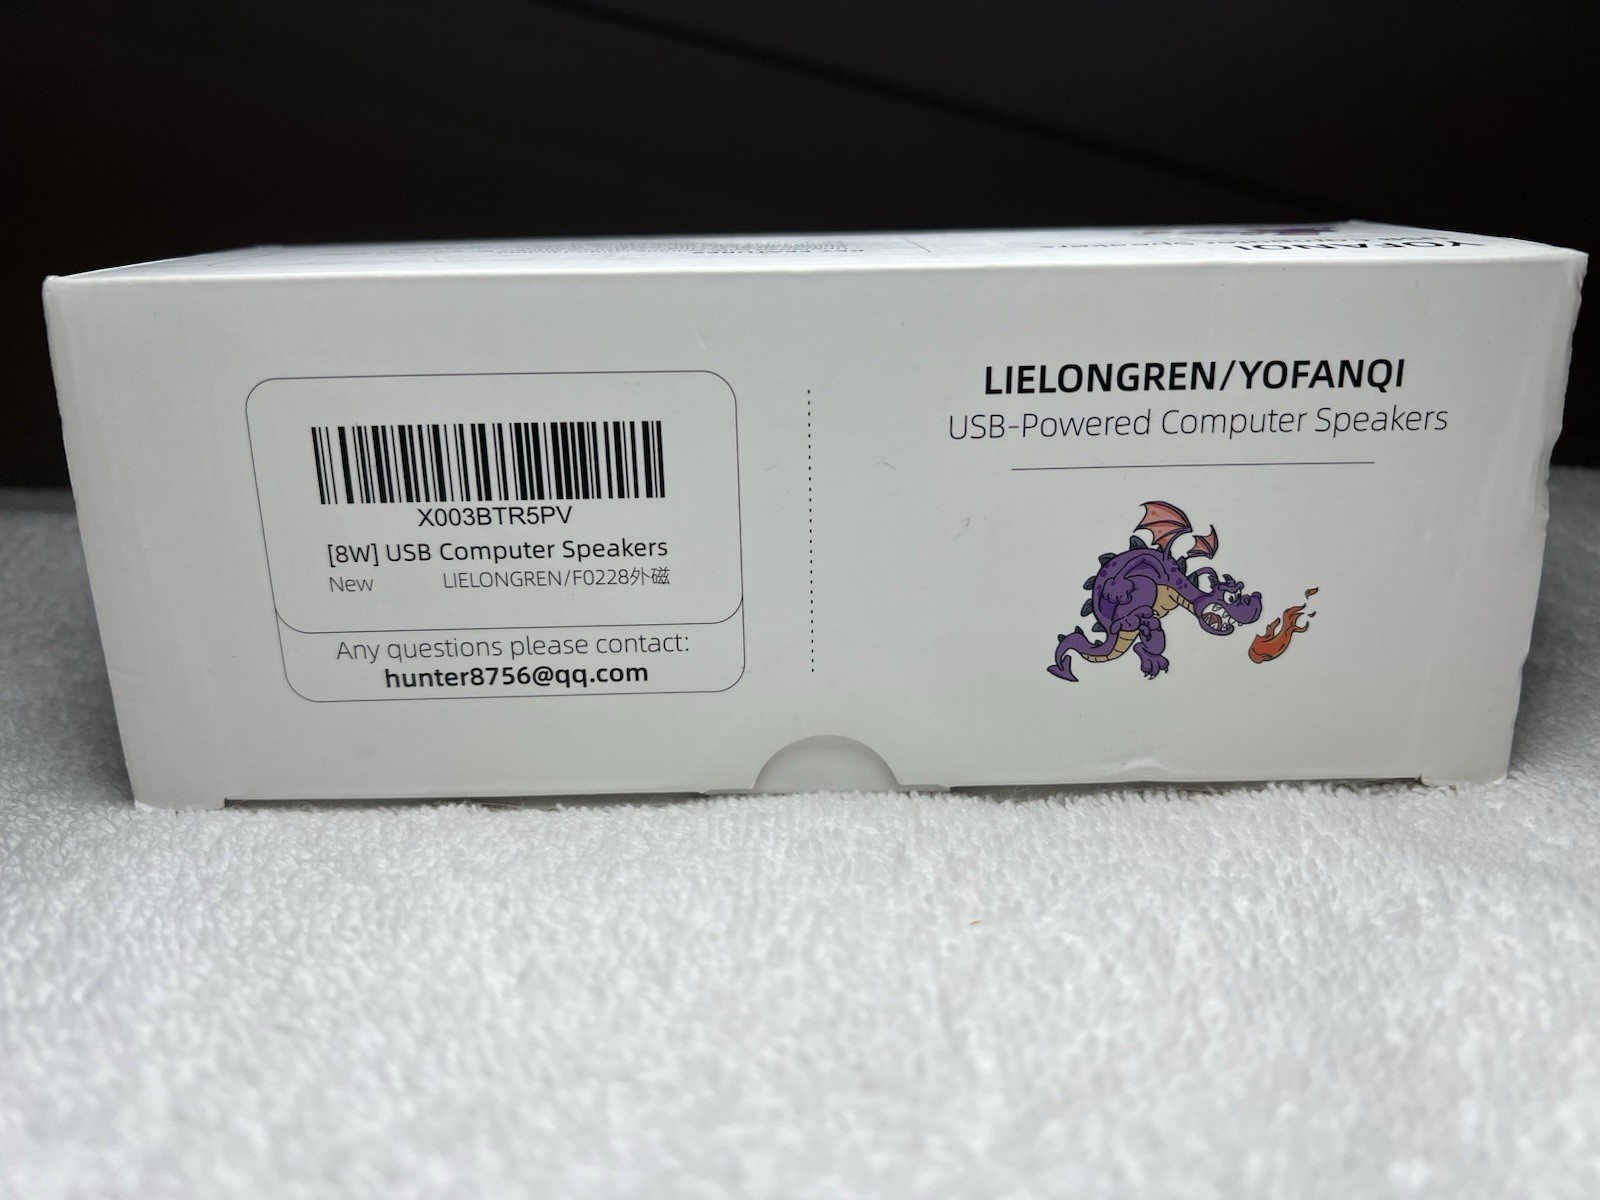 YOFANQI
X003BTR5PV
[8W] USB Computer Speakers
New LIELONGREN/F0228外磁
Any questions please contact:
hunter8756@qq.com
LIELONGREN/YOFANQI
USB-Powered Computer Speakers